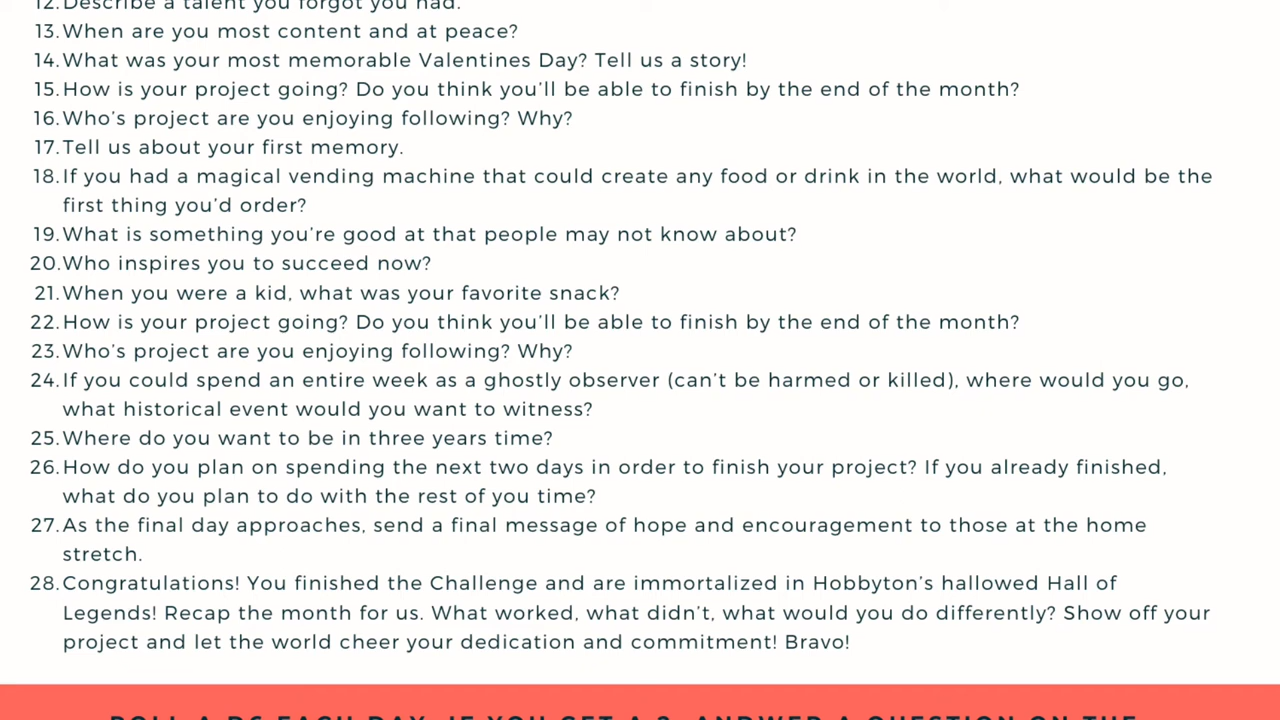 12. Describe a talent you forgot you had.
13. When are you most content and at peace?
14. What was your most memorable Valentines Day? Tell us a story!
15. How is your project going? Do you think you'll be able to finish by the end of the month?
16. Who's project are you enjoying following? Why?
17. Tell us about your first memory.
18. If you had a magical vending machine that could create any food or drink in the world, what would be the
first thing you'd order?
19. What is something you're good at that people may not know about?
20. Who inspires you to succeed now?
21. When you were a kid, what was your favorite snack?
22. How is your project going? Do you think you'll be able to finish by the end of the month?
23. Who's project are you enjoying following? Why?
24. If you could spend an entire week as a ghostly observer (can't be harmed or killed), where would you go,
what historical event would you want to witness?
25. Where do you want to be in three years time?
26. How do you plan on spending the next two days in order to finish your project? If you already finished,
what do you plan to do with the rest of you time?
27. As the final day approaches, send a final message of hope and encouragement to those at the home
stretch.
28. Congratulations! You finished the Challenge and are immortalized in Hobbyton's hallowed Hall of
Legends! Recap the month for us. What worked, what didn't, what would you do differently? Show off your
project and let the world cheer your dedication and commitment! Bravo!
ROLL A D6 EACH DAY, IF YOU GET A A QUESTION ON THE